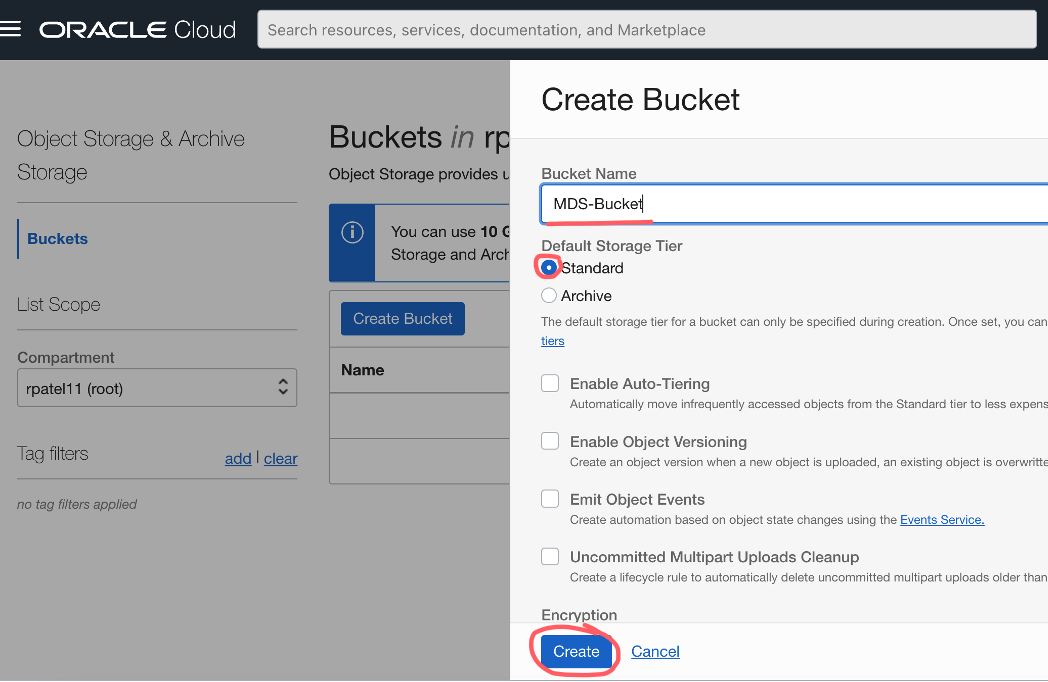 ORACLE Cloud
Search resources, services, documentation, and Marketplace
Object Storage & Archive
Storage
Buckets
List Scope
Compartment
rpatel11 (root)
Tag filters
add | clear
no tag filters applied
Buckets in rp
Object Storage provides u
You can use 10 G
Storage and Arch
Create Bucket
Name
Create Bucket
Bucket Name
MDS-Bucket
Default Storage Tier
Standard
Archive
The default storage tier for a bucket can only be specified during creation. Once set, you can
tiers
Enable Auto-Tiering
Automatically move infrequently accessed objects from the Standard tier to less expens
Enable Object Versioning
Create an object version when a new object is uploaded, an existing object is overwritte
Emit Object Events
Create automation based on object state changes using the Events Service.
Uncommitted Multipart Uploads Cleanup
Create a lifecycle rule to automatically delete uncommitted multipart uploads older than
Encryption
Create Cancel